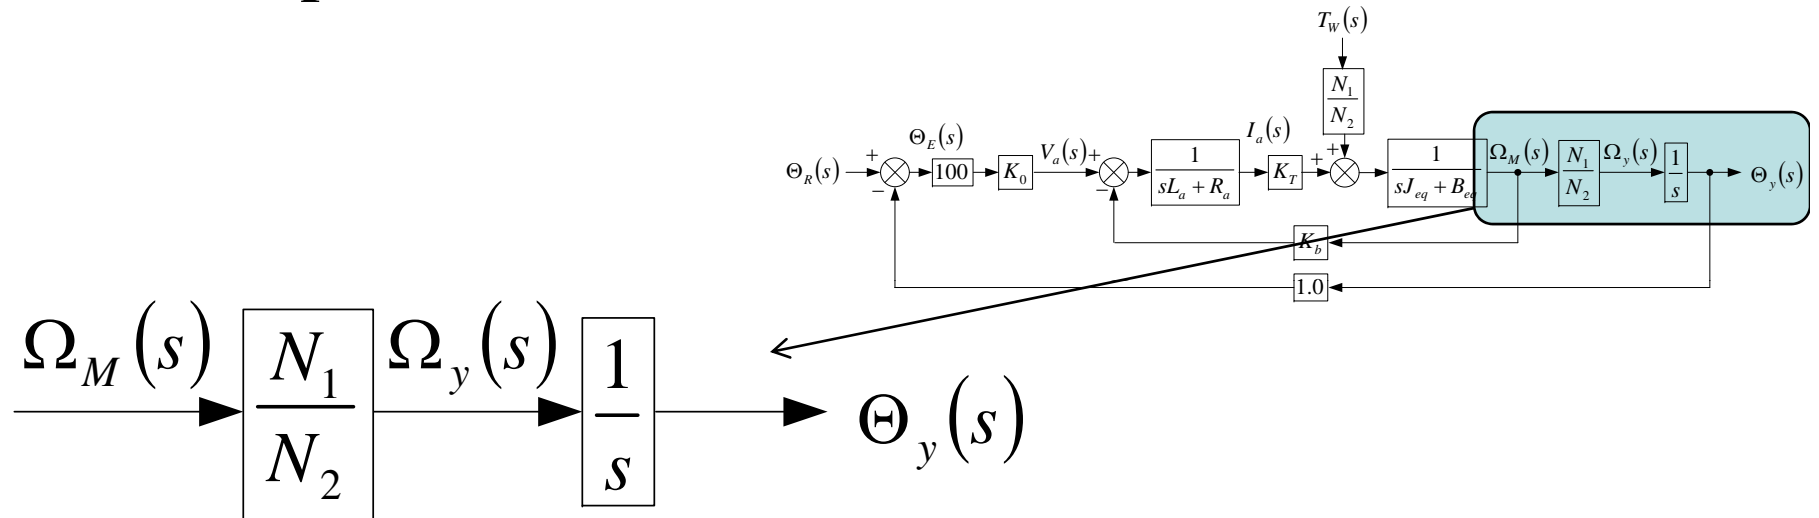 T_W(s)
N_1
N_2
Θ_R(s)
+
−
Θ_E(s)
100
K_0
V_a(s)
+
−
1
sL_a + R_a
I_a(s)
K_T
+
+
1
sJ_eq + B_eq
Ω_M(s)
N_1
N_2
Ω_y(s)
1
s
Θ_y(s)
K_b
1.0
Ω_M(s)
N_1
N_2
Ω_y(s)
1
s
Θ_y(s)